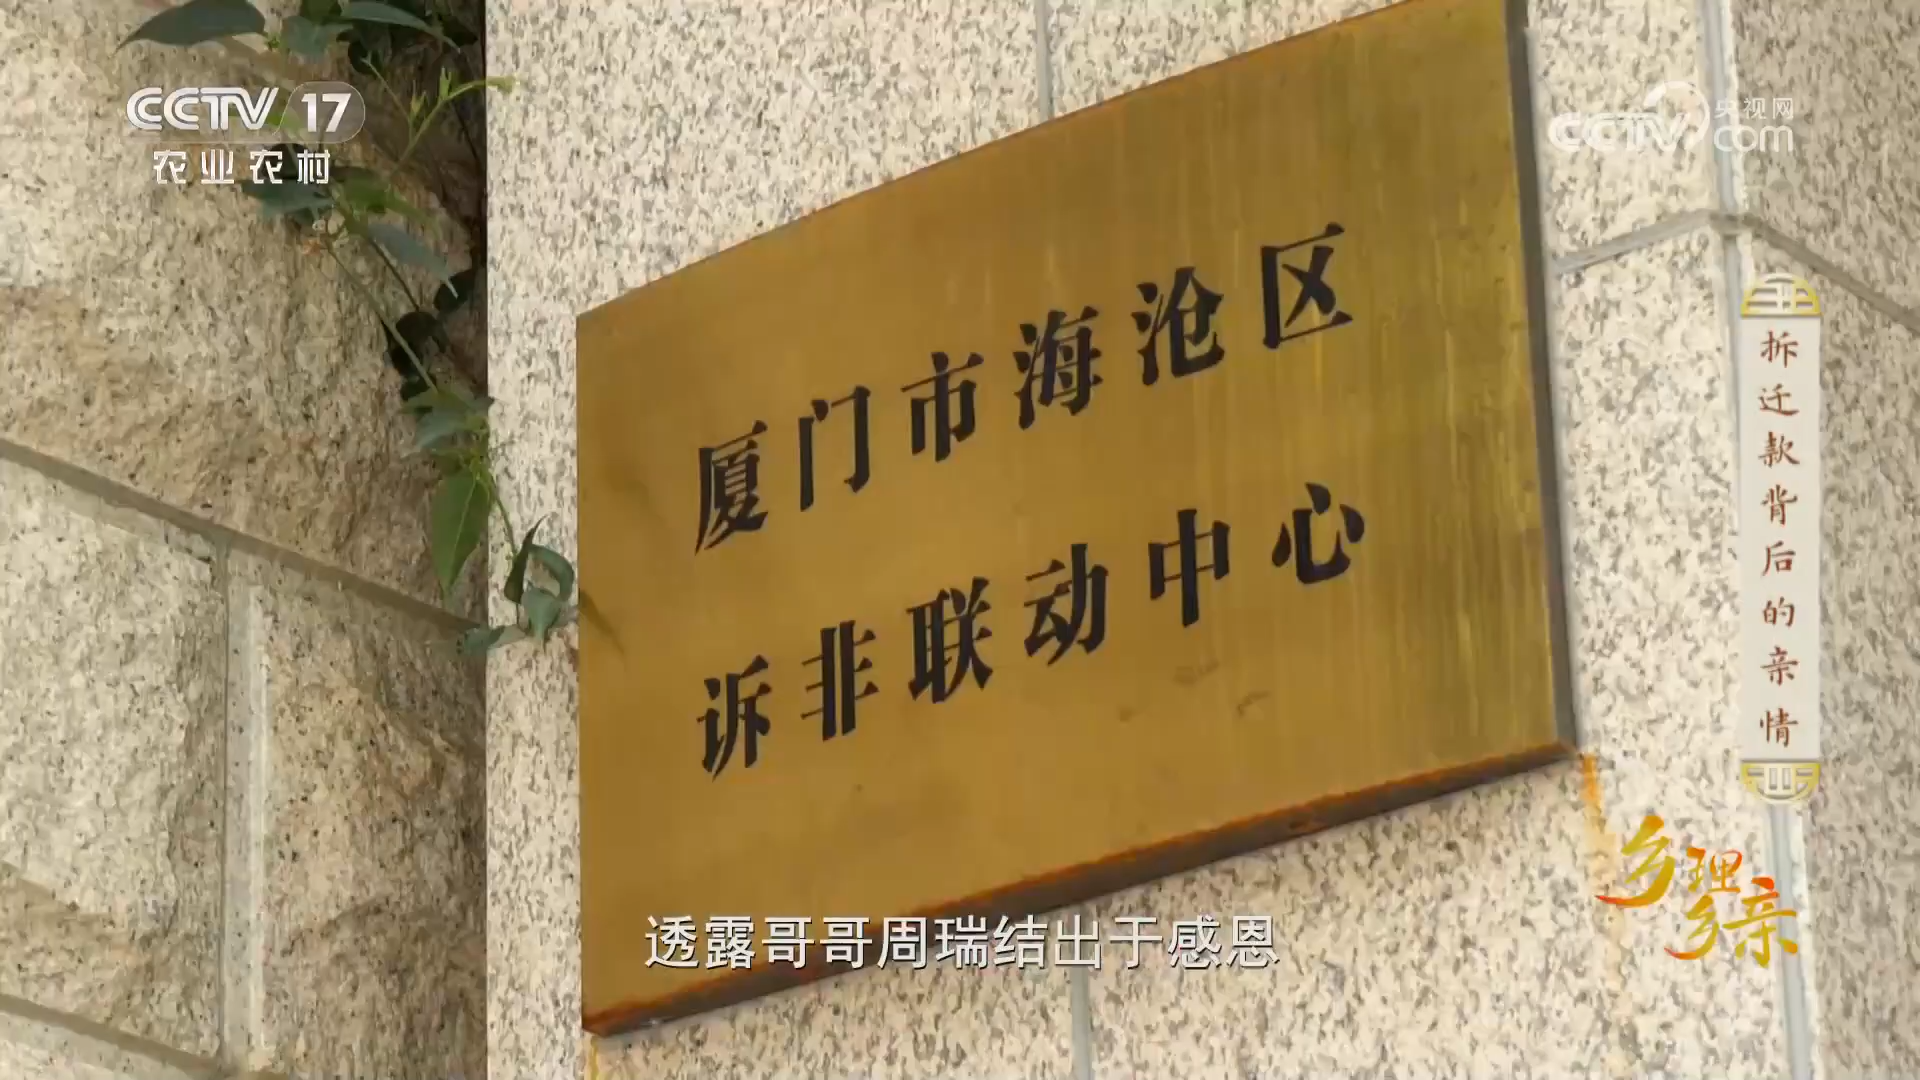 CCTV 17
农业农村
央视网
CCTV.com
厦门市海沧区
诉非联动中心
拆迁款背后的亲情
乡理乡亲
透露哥哥周瑞结出于感恩